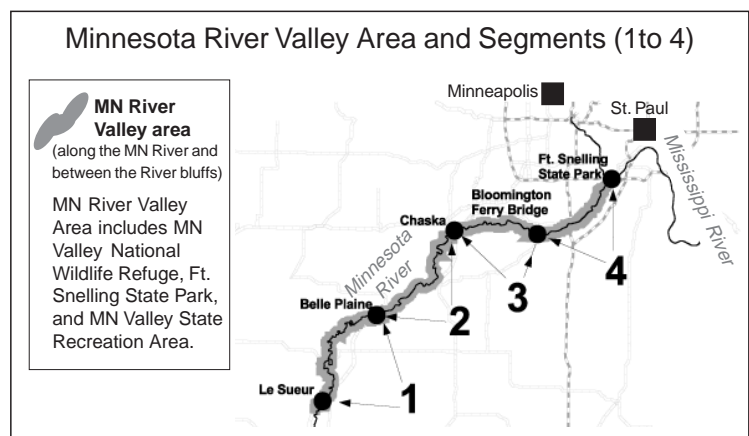 Minnesota River Valley Area and Segments (1to 4)
MN River
Valley area
(along the MN River and
between the River bluffs)
MN River Valley
Area includes MN
Valley National
Wildlife Refuge, Ft.
Snelling State Park,
and MN Valley State
Recreation Area.
Minneapolis
St. Paul
Ft. Snelling
State Park
Mississippi River
Bloomington
Ferry Bridge
Chaska
Minnesota
River
4
3
Belle Plaine
2
Le Sueur
1